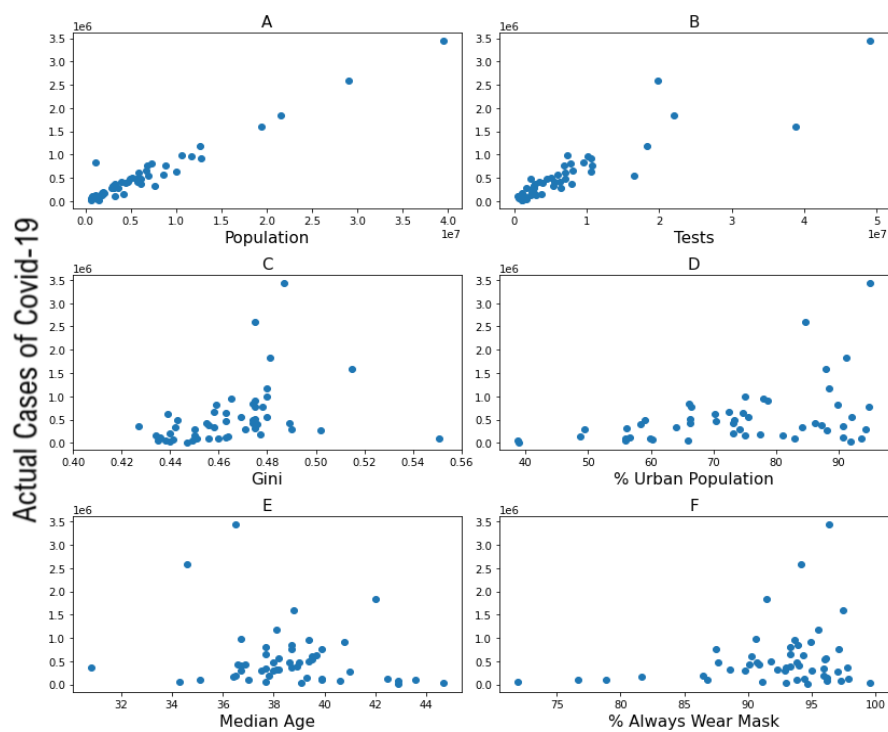 Actual Cases of Covid-19
A
1e6
3.5
3.0
2.5
2.0
1.5
1.0
0.5
0.0
0.0 0.5 1.0 1.5 2.0 2.5 3.0 3.5 4.0
1e7
Population
B
1e6
3.5
3.0
2.5
2.0
1.5
1.0
0.5
0.0
0 1 2 3 4 5
1e7
Tests
C
1e6
3.5
3.0
2.5
2.0
1.5
1.0
0.5
0.0
0.40 0.42 0.44 0.46 0.48 0.50 0.52 0.54 0.56
Gini
D
1e6
3.5
3.0
2.5
2.0
1.5
1.0
0.5
0.0
40 50 60 70 80 90
% Urban Population
E
1e6
3.5
3.0
2.5
2.0
1.5
1.0
0.5
0.0
32 34 36 38 40 42 44
Median Age
F
1e6
3.5
3.0
2.5
2.0
1.5
1.0
0.5
0.0
75 80 85 90 95 100
% Always Wear Mask